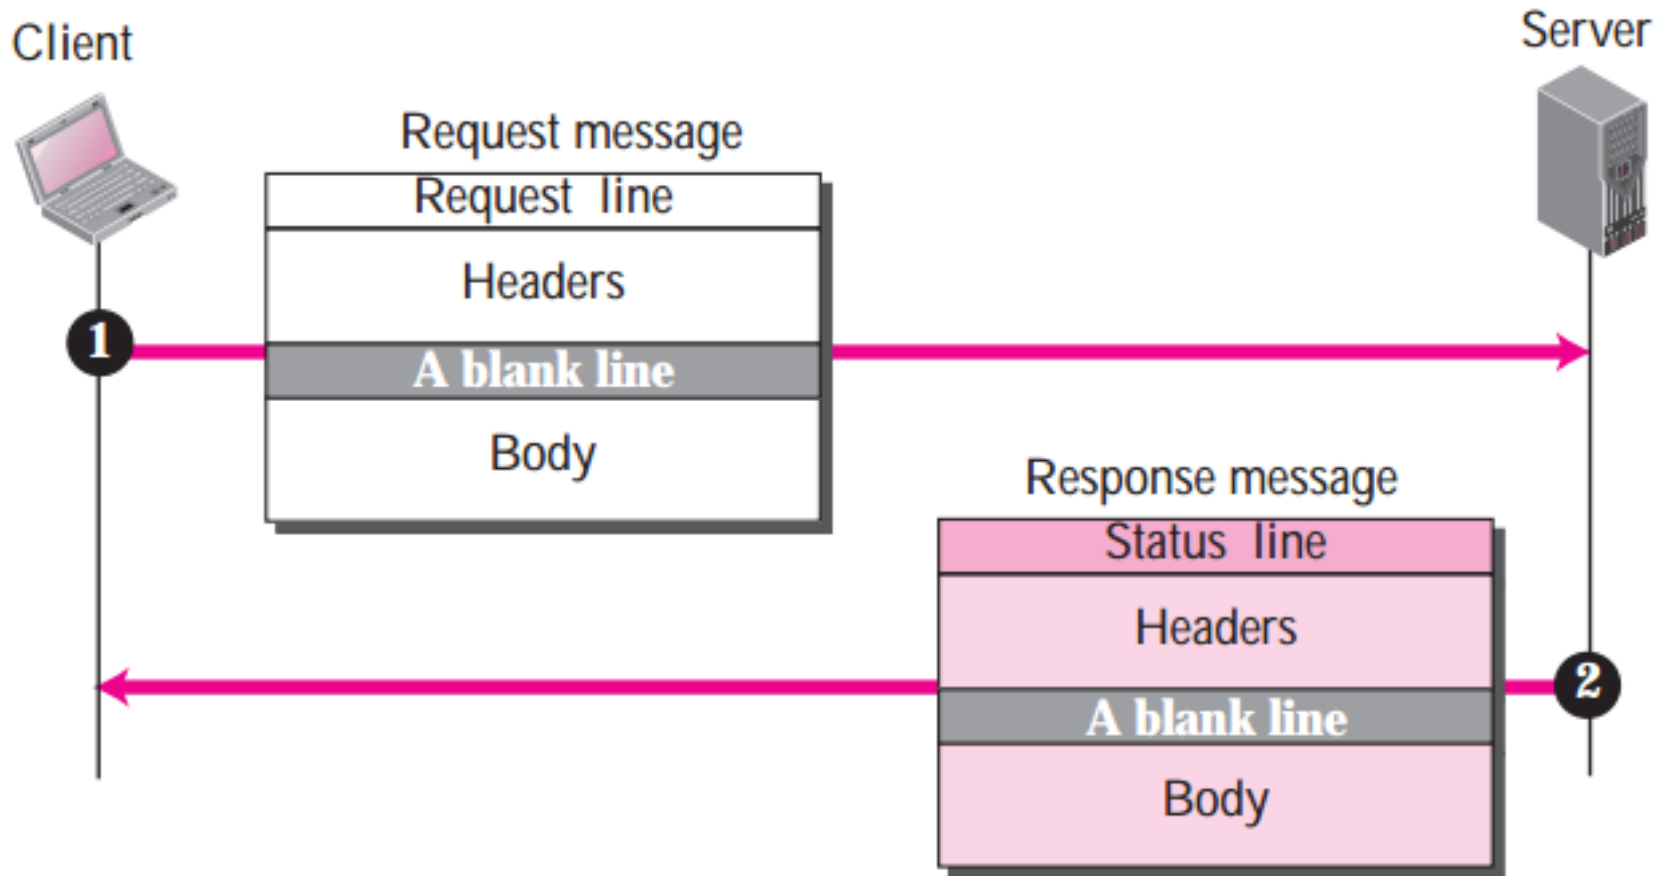 Client
Server
Request message
Request line
Headers
1
A blank line
Body
Response message
Status line
Headers
2
A blank line
Body